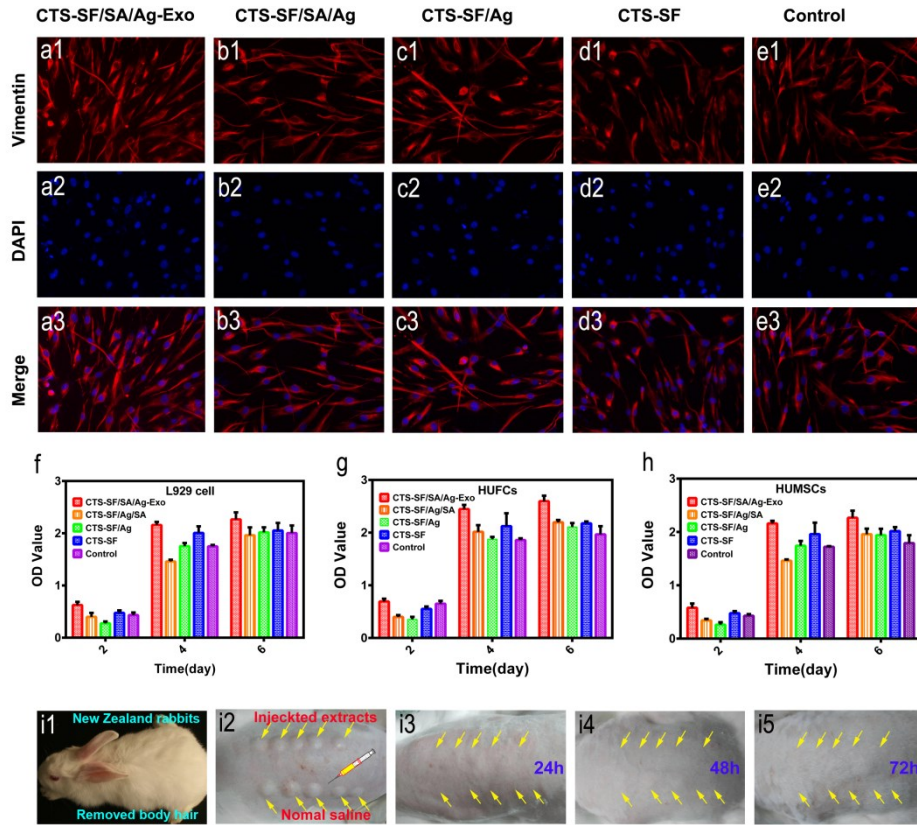 CTS-SF/SA/Ag-Exo CTS-SF/SA/Ag CTS-SF/Ag CTS-SF Control
Vimentin
a1 b1 c1 d1 e1
DAPI
a2 b2 c2 d2 e2
Merge
a3 b3 c3 d3 e3
f
L929 cell
CTS-SF/SA/Ag-Exo
CTS-SF/Ag/SA
CTS-SF/Ag
CTS-SF
Control
OD Value
3
2
1
0
2 4 6
Time(day)
g
HUFCs
CTS-SF/SA/Ag-Exo
CTS-SF/Ag/SA
CTS-SF/Ag
CTS-SF
Control
OD Value
3
2
1
0
2 4 6
Time(day)
h
HUMSCs
CTS-SF/SA/Ag-Exo
CTS-SF/Ag/SA
CTS-SF/Ag
CTS-SF
Control
OD Value
3
2
1
0
2 4 6
Time(day)
i1
New Zealand rabbits
Removed body hair
i2
Injeckted extracts
Nomal saline
i3
24h
i4
48h
i5
72h